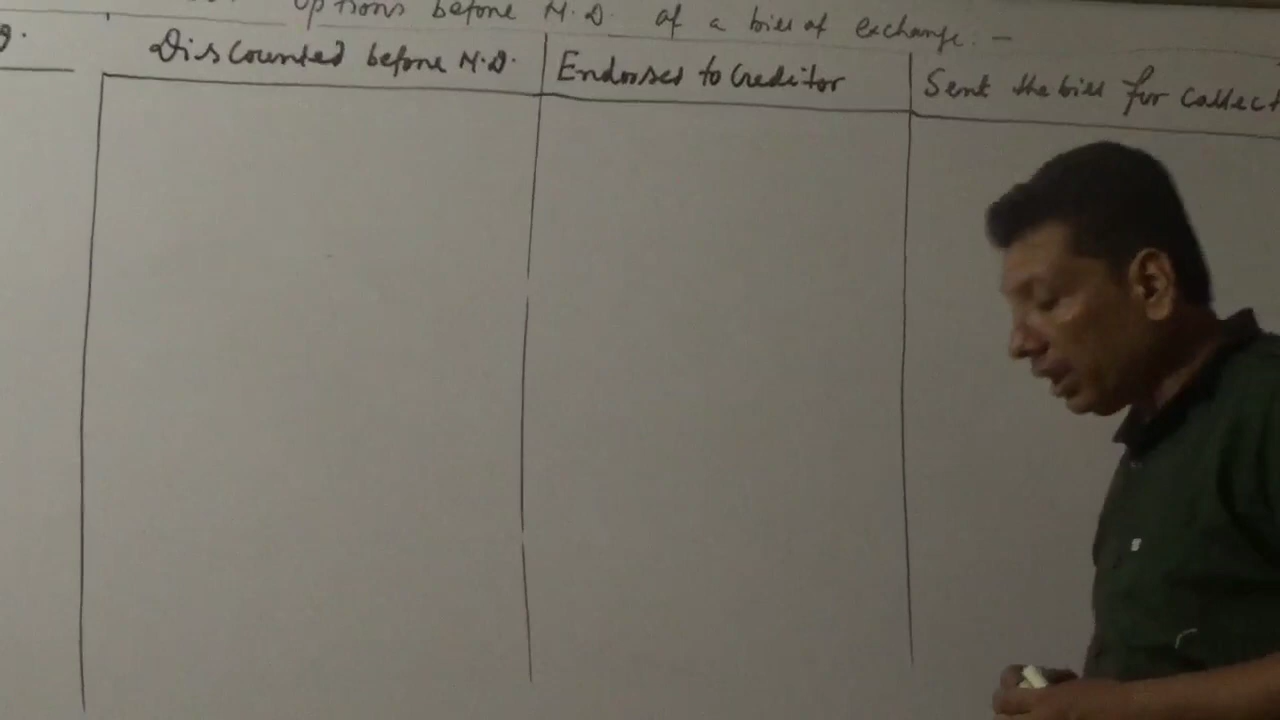 options before M.D. of a bill of exchange. -
Discounted before M.D.
Endorsed to Creditor
Sent the bill for Collect